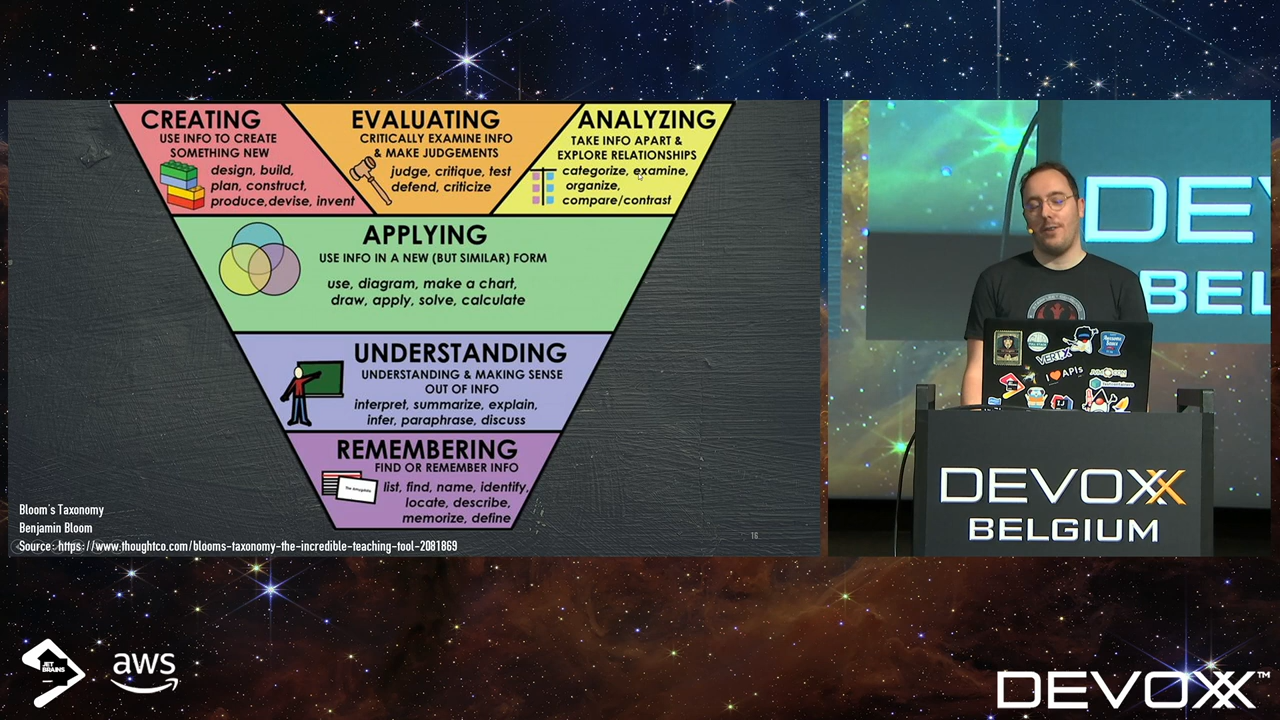 CREATING
USE INFO TO CREATE
SOMETHING NEW
design, build,
plan, construct,
produce,devise, invent
EVALUATING
CRITICALLY EXAMINE INFO
& MAKE JUDGEMENTS
judge, critique, test
defend, criticize
ANALYZING
TAKE INFO APART &
EXPLORE RELATIONSHIPS
categorize, examine,
organize,
compare/contrast
APPLYING
USE INFO IN A NEW (BUT SIMILAR) FORM
use, diagram, make a chart,
draw, apply, solve, calculate
UNDERSTANDING
UNDERSTANDING & MAKING SENSE
OUT OF INFO
interpret, summarize, explain,
infer, paraphrase, discuss
REMEMBERING
FIND OR REMEMBER INFO
list, find, name, identify,
locate, describe,
memorize, define
Bloom's Taxonomy
Benjamin Bloom
Source: https://www.thoughtco.com/blooms-taxonomy-the-incredible-teaching-tool-2081869
16
DE
BEL
VERT.X
I ♥ APIs
DEVOXX
BELGIUM
JET
BRAINS
aws
DEVOXX™